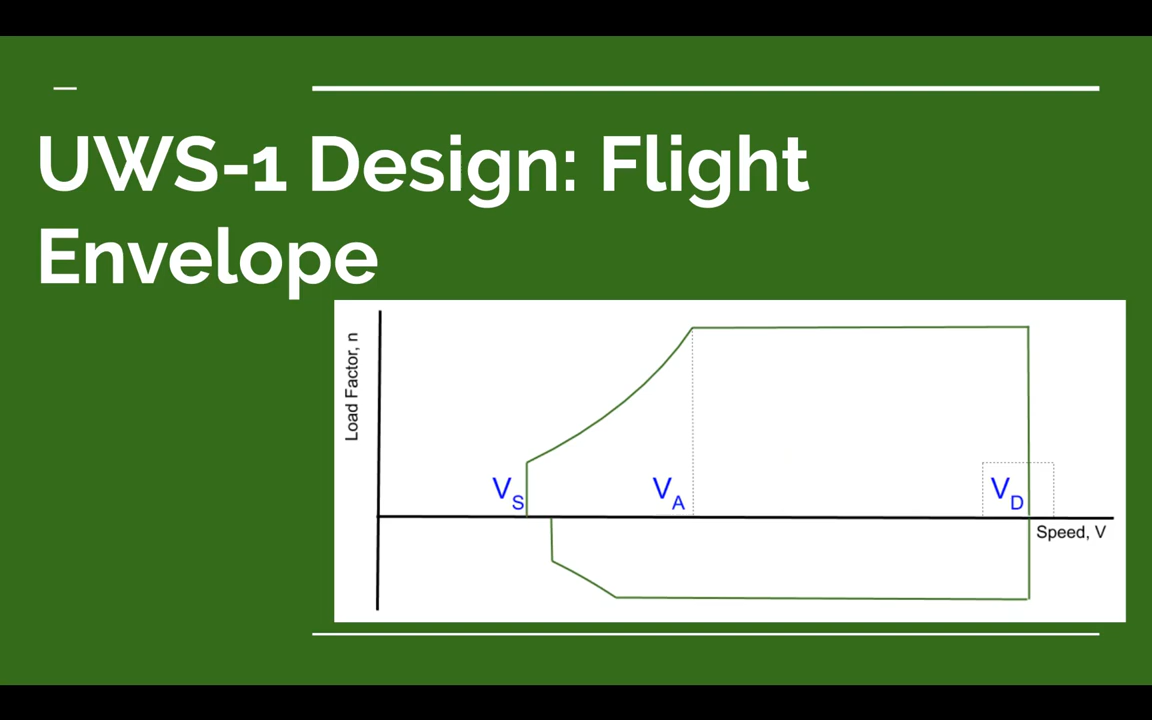 UWS-1 Design: Flight
Envelope
Load Factor, n
VS
VA
VD
Speed, V